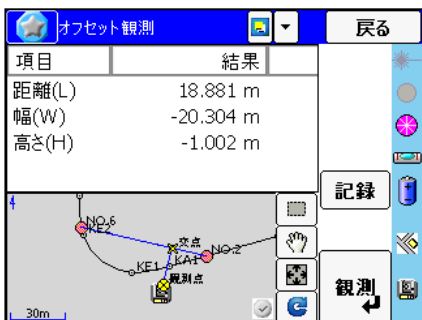 オフセット観測
戻る
項目 結果
距離(L) 18.881 m
幅(W) -20.304 m
高さ(H) -1.002 m
記録
4
NO.6
KE2
交点
NO.2
KA1
KE1
観測点
30m
観測